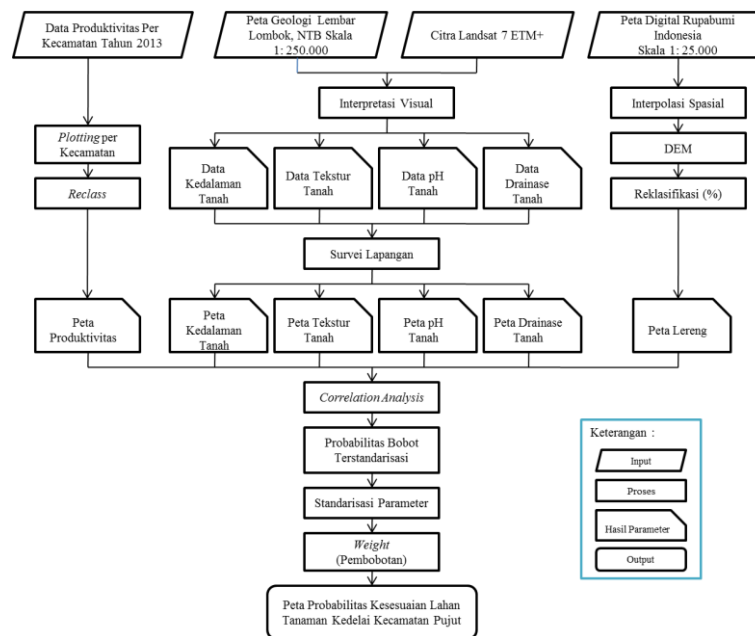 Data Produktivitas Per
Kecamatan Tahun 2013
Peta Geologi Lembar
Lombok, NTB Skala
1: 250.000
Citra Landsat 7 ETM+
Peta Digital Rupabumi
Indonesia
Skala 1: 25.000
Interpretasi Visual
Interpolasi Spasial
Plotting per
Kecamatan
DEM
Data
Kedalaman
Tanah
Data Tekstur
Tanah
Data pH
Tanah
Data
Drainase
Tanah
Reclass
Reklasifikasi (%)
Survei Lapangan
Peta
Produktivitas
Peta
Kedalaman
Tanah
Peta Tekstur
Tanah
Peta pH
Tanah
Peta Drainase
Tanah
Peta Lereng
Correlation Analysis
Probabilitas Bobot
Terstandarisasi
Standarisasi Parameter
Weight
(Pembobotan)
Peta Probabilitas Kesesuaian Lahan
Tanaman Kedelai Kecamatan Pujut
Keterangan :
Input
Proses
Hasil Parameter
Output